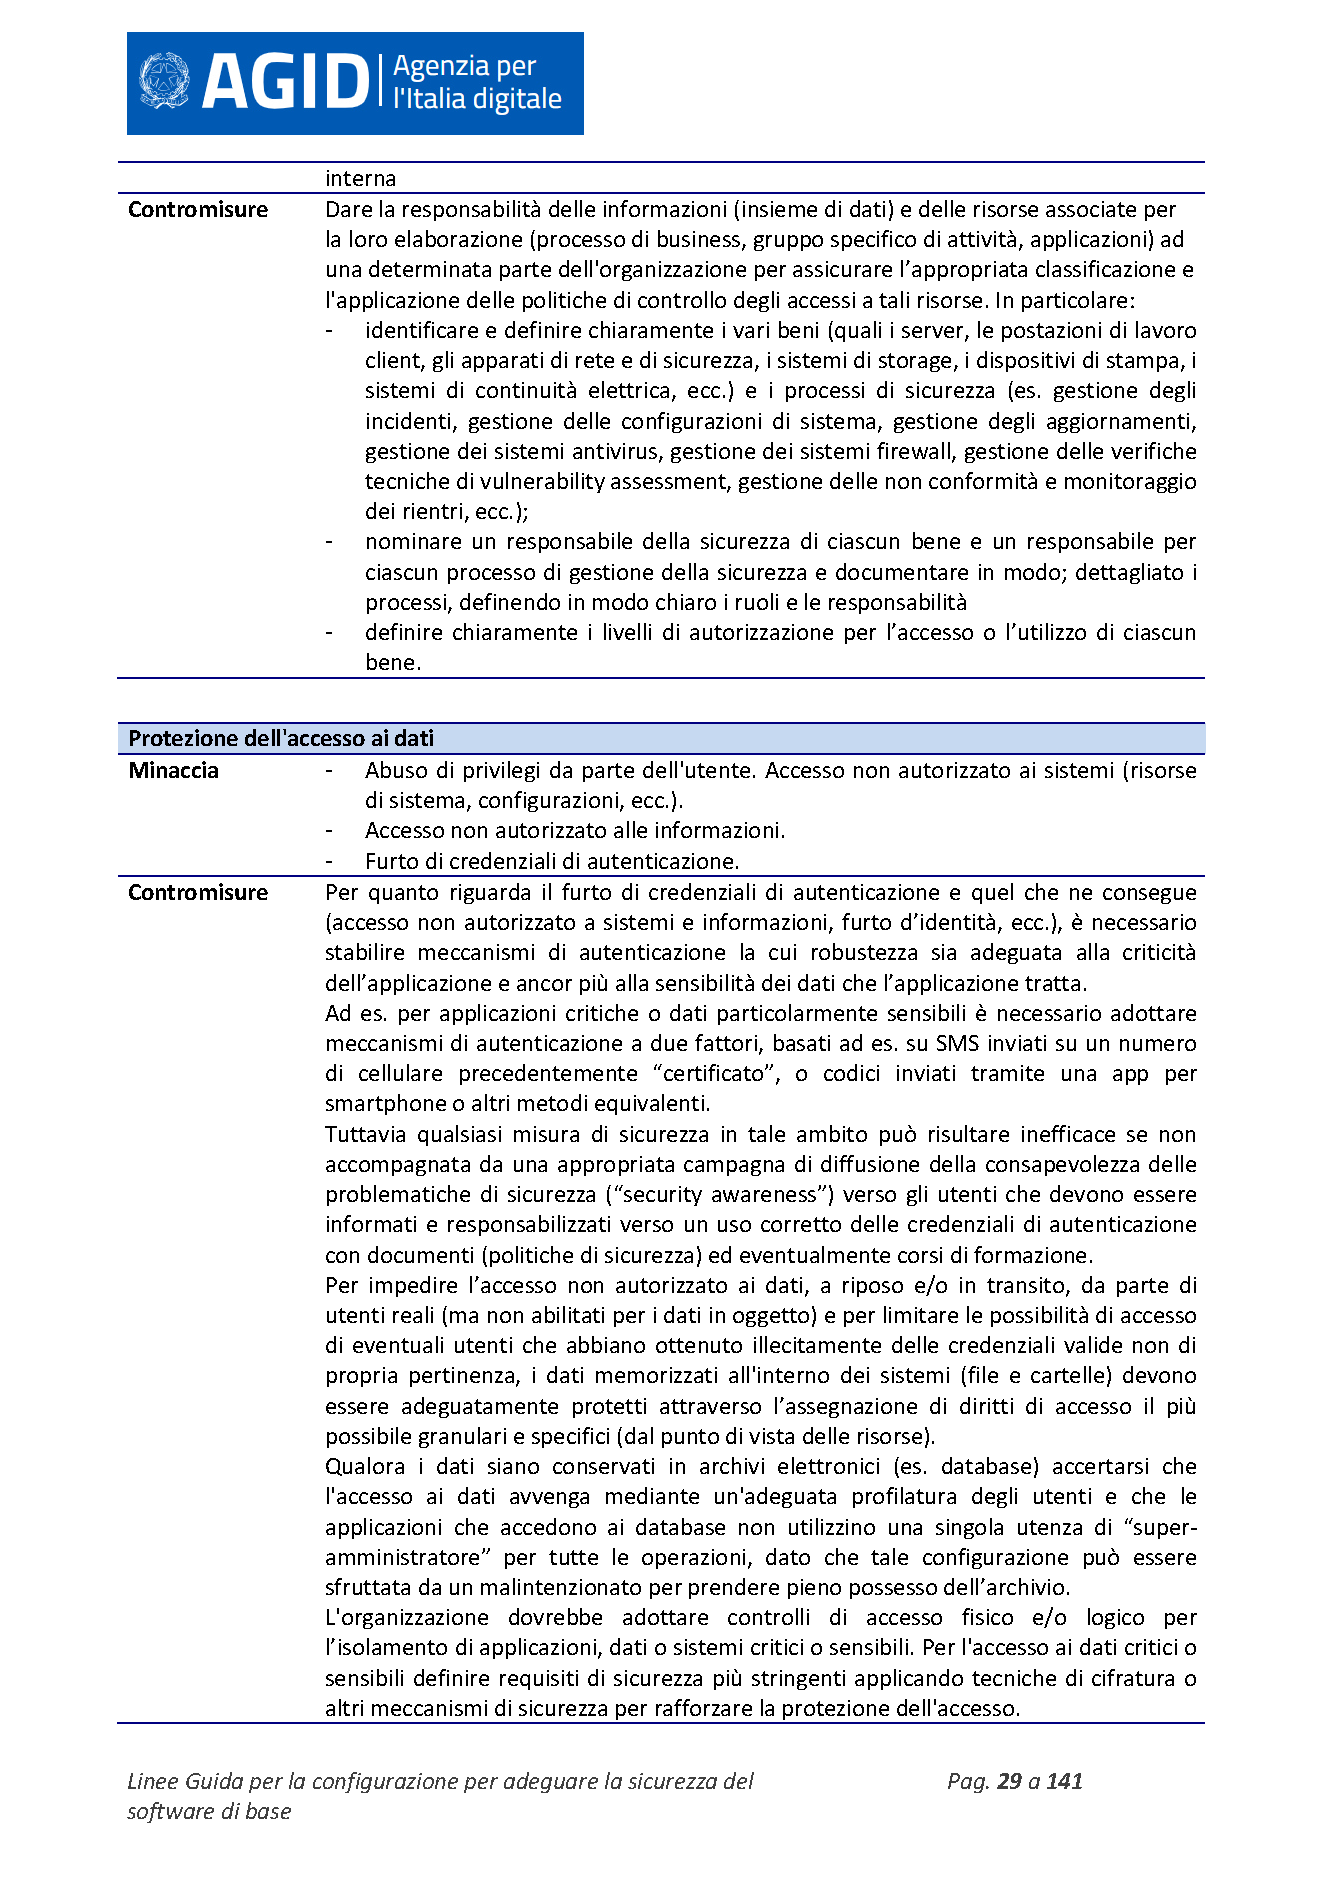 AGID Agenzia per
l'Italia digitale
interna
Contromisure Dare la responsabilità delle informazioni (insieme di dati) e delle risorse associate per
la loro elaborazione (processo di business, gruppo specifico di attività, applicazioni) ad
una determinata parte dell'organizzazione per assicurare l’appropriata classificazione e
l'applicazione delle politiche di controllo degli accessi a tali risorse. In particolare:
- identificare e definire chiaramente i vari beni (quali i server, le postazioni di lavoro
client, gli apparati di rete e di sicurezza, i sistemi di storage, i dispositivi di stampa, i
sistemi di continuità elettrica, ecc.) e i processi di sicurezza (es. gestione degli
incidenti, gestione delle configurazioni di sistema, gestione degli aggiornamenti,
gestione dei sistemi antivirus, gestione dei sistemi firewall, gestione delle verifiche
tecniche di vulnerability assessment, gestione delle non conformità e monitoraggio
dei rientri, ecc.);
- nominare un responsabile della sicurezza di ciascun bene e un responsabile per
ciascun processo di gestione della sicurezza e documentare in modo; dettagliato i
processi, definendo in modo chiaro i ruoli e le responsabilità
- definire chiaramente i livelli di autorizzazione per l’accesso o l’utilizzo di ciascun
bene.
Protezione dell'accesso ai dati
Minaccia - Abuso di privilegi da parte dell'utente. Accesso non autorizzato ai sistemi (risorse
di sistema, configurazioni, ecc.).
- Accesso non autorizzato alle informazioni.
- Furto di credenziali di autenticazione.
Contromisure Per quanto riguarda il furto di credenziali di autenticazione e quel che ne consegue
(accesso non autorizzato a sistemi e informazioni, furto d’identità, ecc.), è necessario
stabilire meccanismi di autenticazione la cui robustezza sia adeguata alla criticità
dell’applicazione e ancor più alla sensibilità dei dati che l’applicazione tratta.
Ad es. per applicazioni critiche o dati particolarmente sensibili è necessario adottare
meccanismi di autenticazione a due fattori, basati ad es. su SMS inviati su un numero
di cellulare precedentemente “certificato”, o codici inviati tramite una app per
smartphone o altri metodi equivalenti.
Tuttavia qualsiasi misura di sicurezza in tale ambito può risultare inefficace se non
accompagnata da una appropriata campagna di diffusione della consapevolezza delle
problematiche di sicurezza (“security awareness”) verso gli utenti che devono essere
informati e responsabilizzati verso un uso corretto delle credenziali di autenticazione
con documenti (politiche di sicurezza) ed eventualmente corsi di formazione.
Per impedire l’accesso non autorizzato ai dati, a riposo e/o in transito, da parte di
utenti reali (ma non abilitati per i dati in oggetto) e per limitare le possibilità di accesso
di eventuali utenti che abbiano ottenuto illecitamente delle credenziali valide non di
propria pertinenza, i dati memorizzati all'interno dei sistemi (file e cartelle) devono
essere adeguatamente protetti attraverso l’assegnazione di diritti di accesso il più
possibile granulari e specifici (dal punto di vista delle risorse).
Qualora i dati siano conservati in archivi elettronici (es. database) accertarsi che
l'accesso ai dati avvenga mediante un'adeguata profilatura degli utenti e che le
applicazioni che accedono ai database non utilizzino una singola utenza di “super-
amministratore” per tutte le operazioni, dato che tale configurazione può essere
sfruttata da un malintenzionato per prendere pieno possesso dell’archivio.
L'organizzazione dovrebbe adottare controlli di accesso fisico e/o logico per
l’isolamento di applicazioni, dati o sistemi critici o sensibili. Per l'accesso ai dati critici o
sensibili definire requisiti di sicurezza più stringenti applicando tecniche di cifratura o
altri meccanismi di sicurezza per rafforzare la protezione dell'accesso.
Linee Guida per la configurazione per adeguare la sicurezza del Pag. 29 a 141
software di base